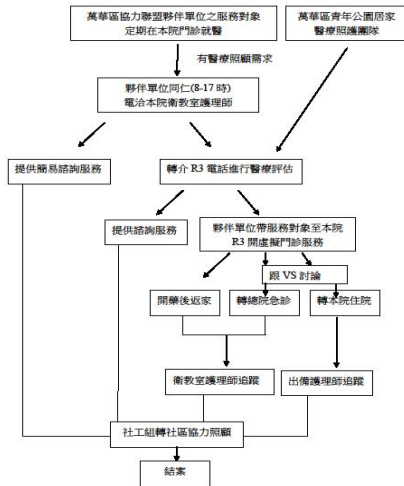 萬華區協力聯盟夥伴單位之服務對象
定期在本院門診就醫
萬華區青年公園居家
醫療照護團隊
有醫療照顧需求
夥伴單位同仁(8-17時)
電洽本院衛教室護理師
提供簡易諮詢服務
轉介 R3 電話進行醫療評估
提供諮詢服務
夥伴單位帶服務對象至本院
R3 開虛擬門診服務
跟 VS 討論
開藥後返家
轉總院急診
轉本院住院
衛教室護理師追蹤
出備護理師追蹤
社工組轉社區協力照顧
結案